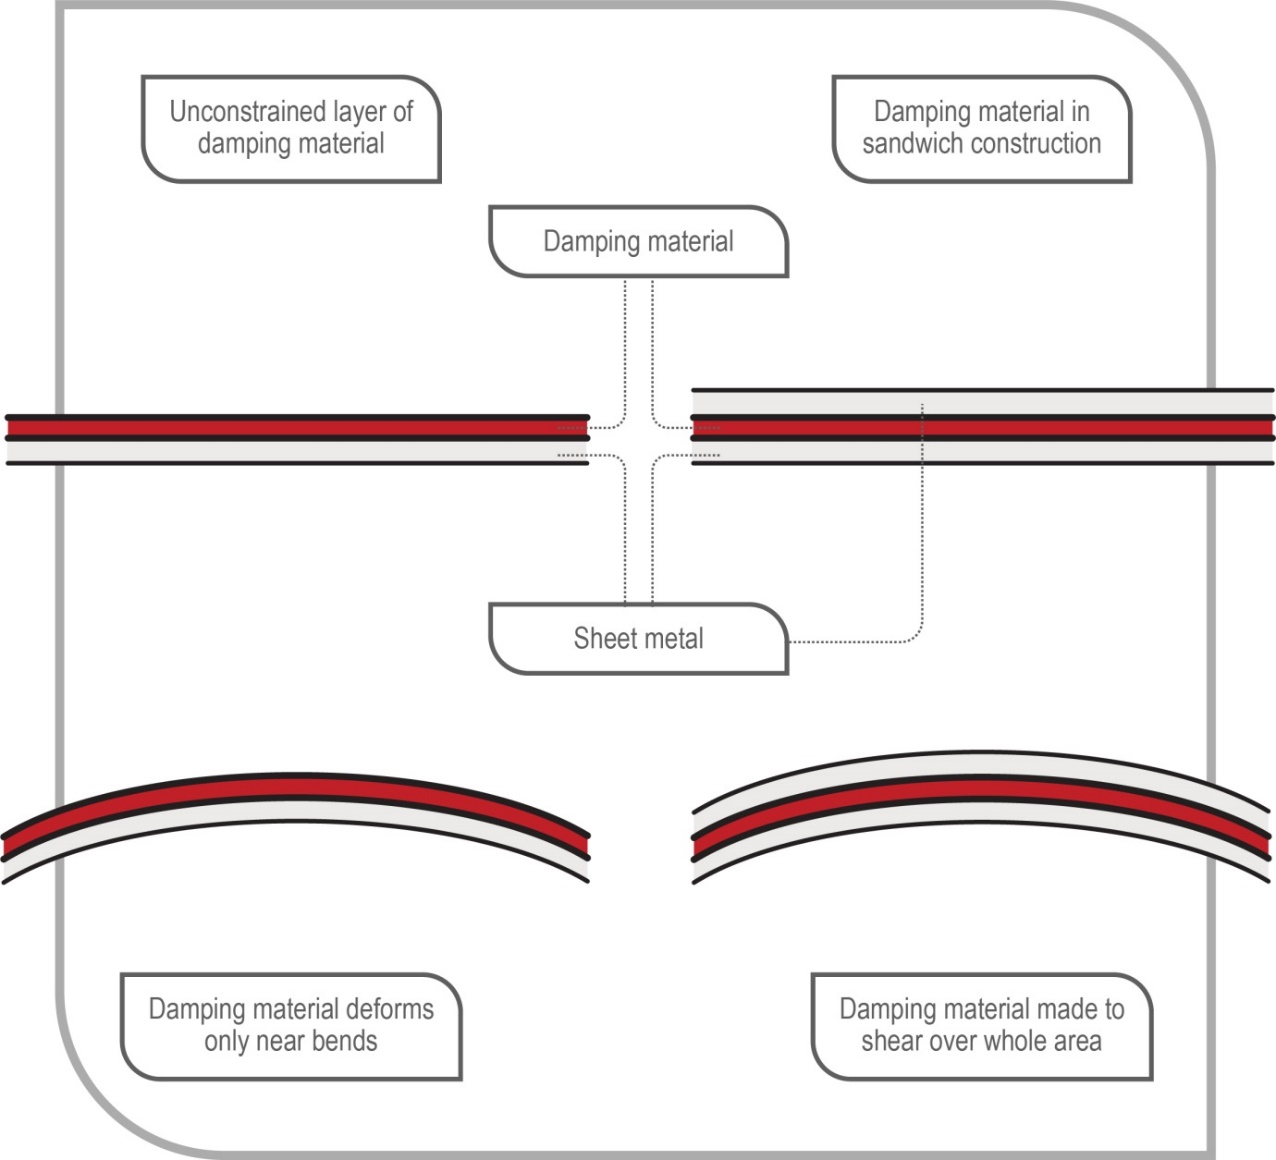 Unconstrained layer of
damping material
Damping material in
sandwich construction
Damping material
Sheet metal
Damping material deforms
only near bends
Damping material made to
shear over whole area